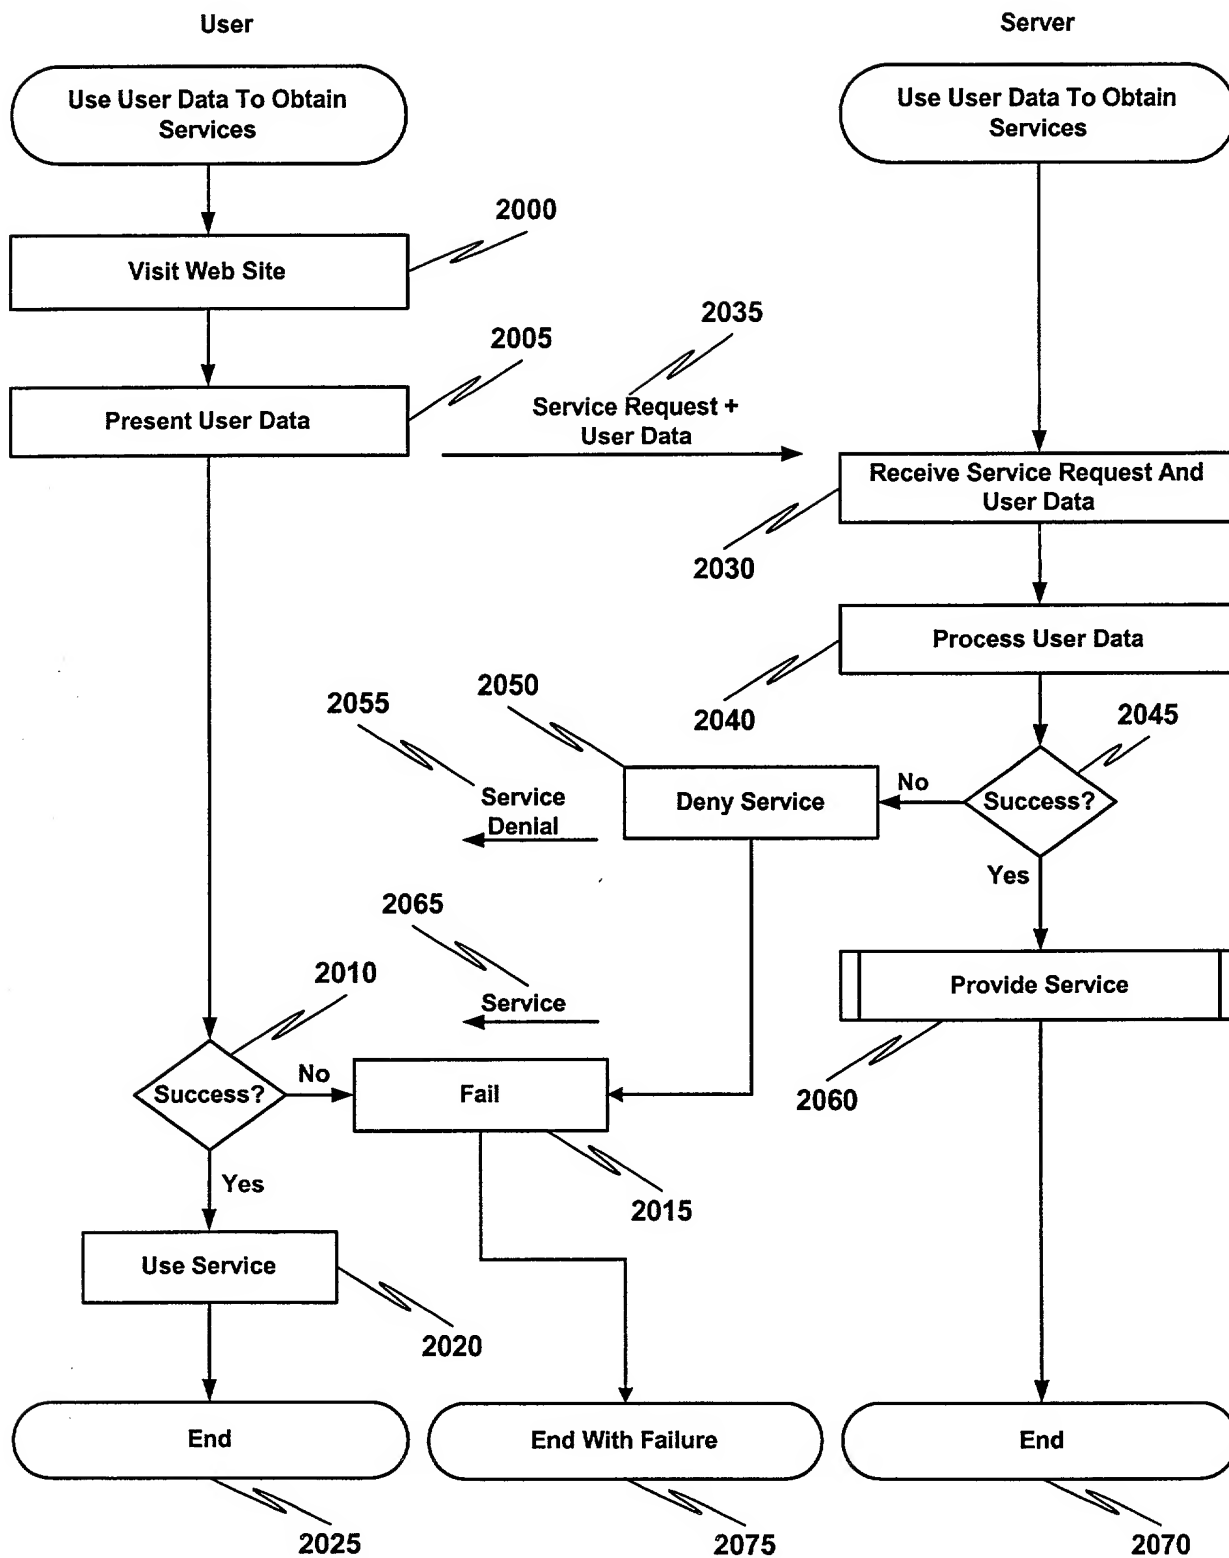 User
Server
Use User Data To Obtain
Services
Use User Data To Obtain
Services
2000
Visit Web Site
2035
2005
Present User Data
Service Request +
User Data
Receive Service Request And
User Data
2030
Process User Data
2050
2055
2040
2045
No
Service
Denial
Deny Service
Success?
Yes
2065
2010
Service
Provide Service
No
Success?
Fail
2060
Yes
2015
Use Service
2020
End
End With Failure
End
2025
2075
2070